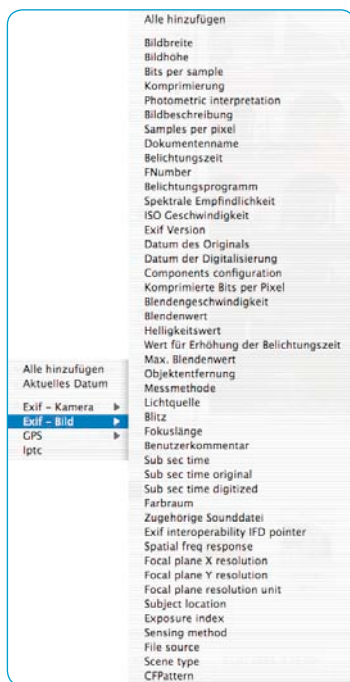 Alle hinzufügen
Aktuelles Datum
Exif – Kamera
Exif – Bild
GPS
Iptc
Alle hinzufügen
Bildbreite
Bildhöhe
Bits per sample
Komprimierung
Photometric interpretation
Bildbeschreibung
Samples per pixel
Dokumentenname
Belichtungszeit
FNumber
Belichtungsprogramm
Spektrale Empfindlichkeit
ISO Geschwindigkeit
Exif Version
Datum des Originals
Datum der Digitalisierung
Components configuration
Komprimierte Bits per Pixel
Blendengeschwindigkeit
Blendenwert
Helligkeitswert
Wert für Erhöhung der Belichtungszeit
Max. Blendenwert
Objektentfernung
Messmethode
Lichtquelle
Blitz
Fokuslänge
Benutzerkommentar
Sub sec time
Sub sec time original
Sub sec time digitized
Farbraum
Zugehörige Sounddatei
Exif interoperability IFD pointer
Spatial freq response
Focal plane X resolution
Focal plane Y resolution
Focal plane resolution unit
Subject location
Exposure index
Sensing method
File source
Scene type
CFPattern